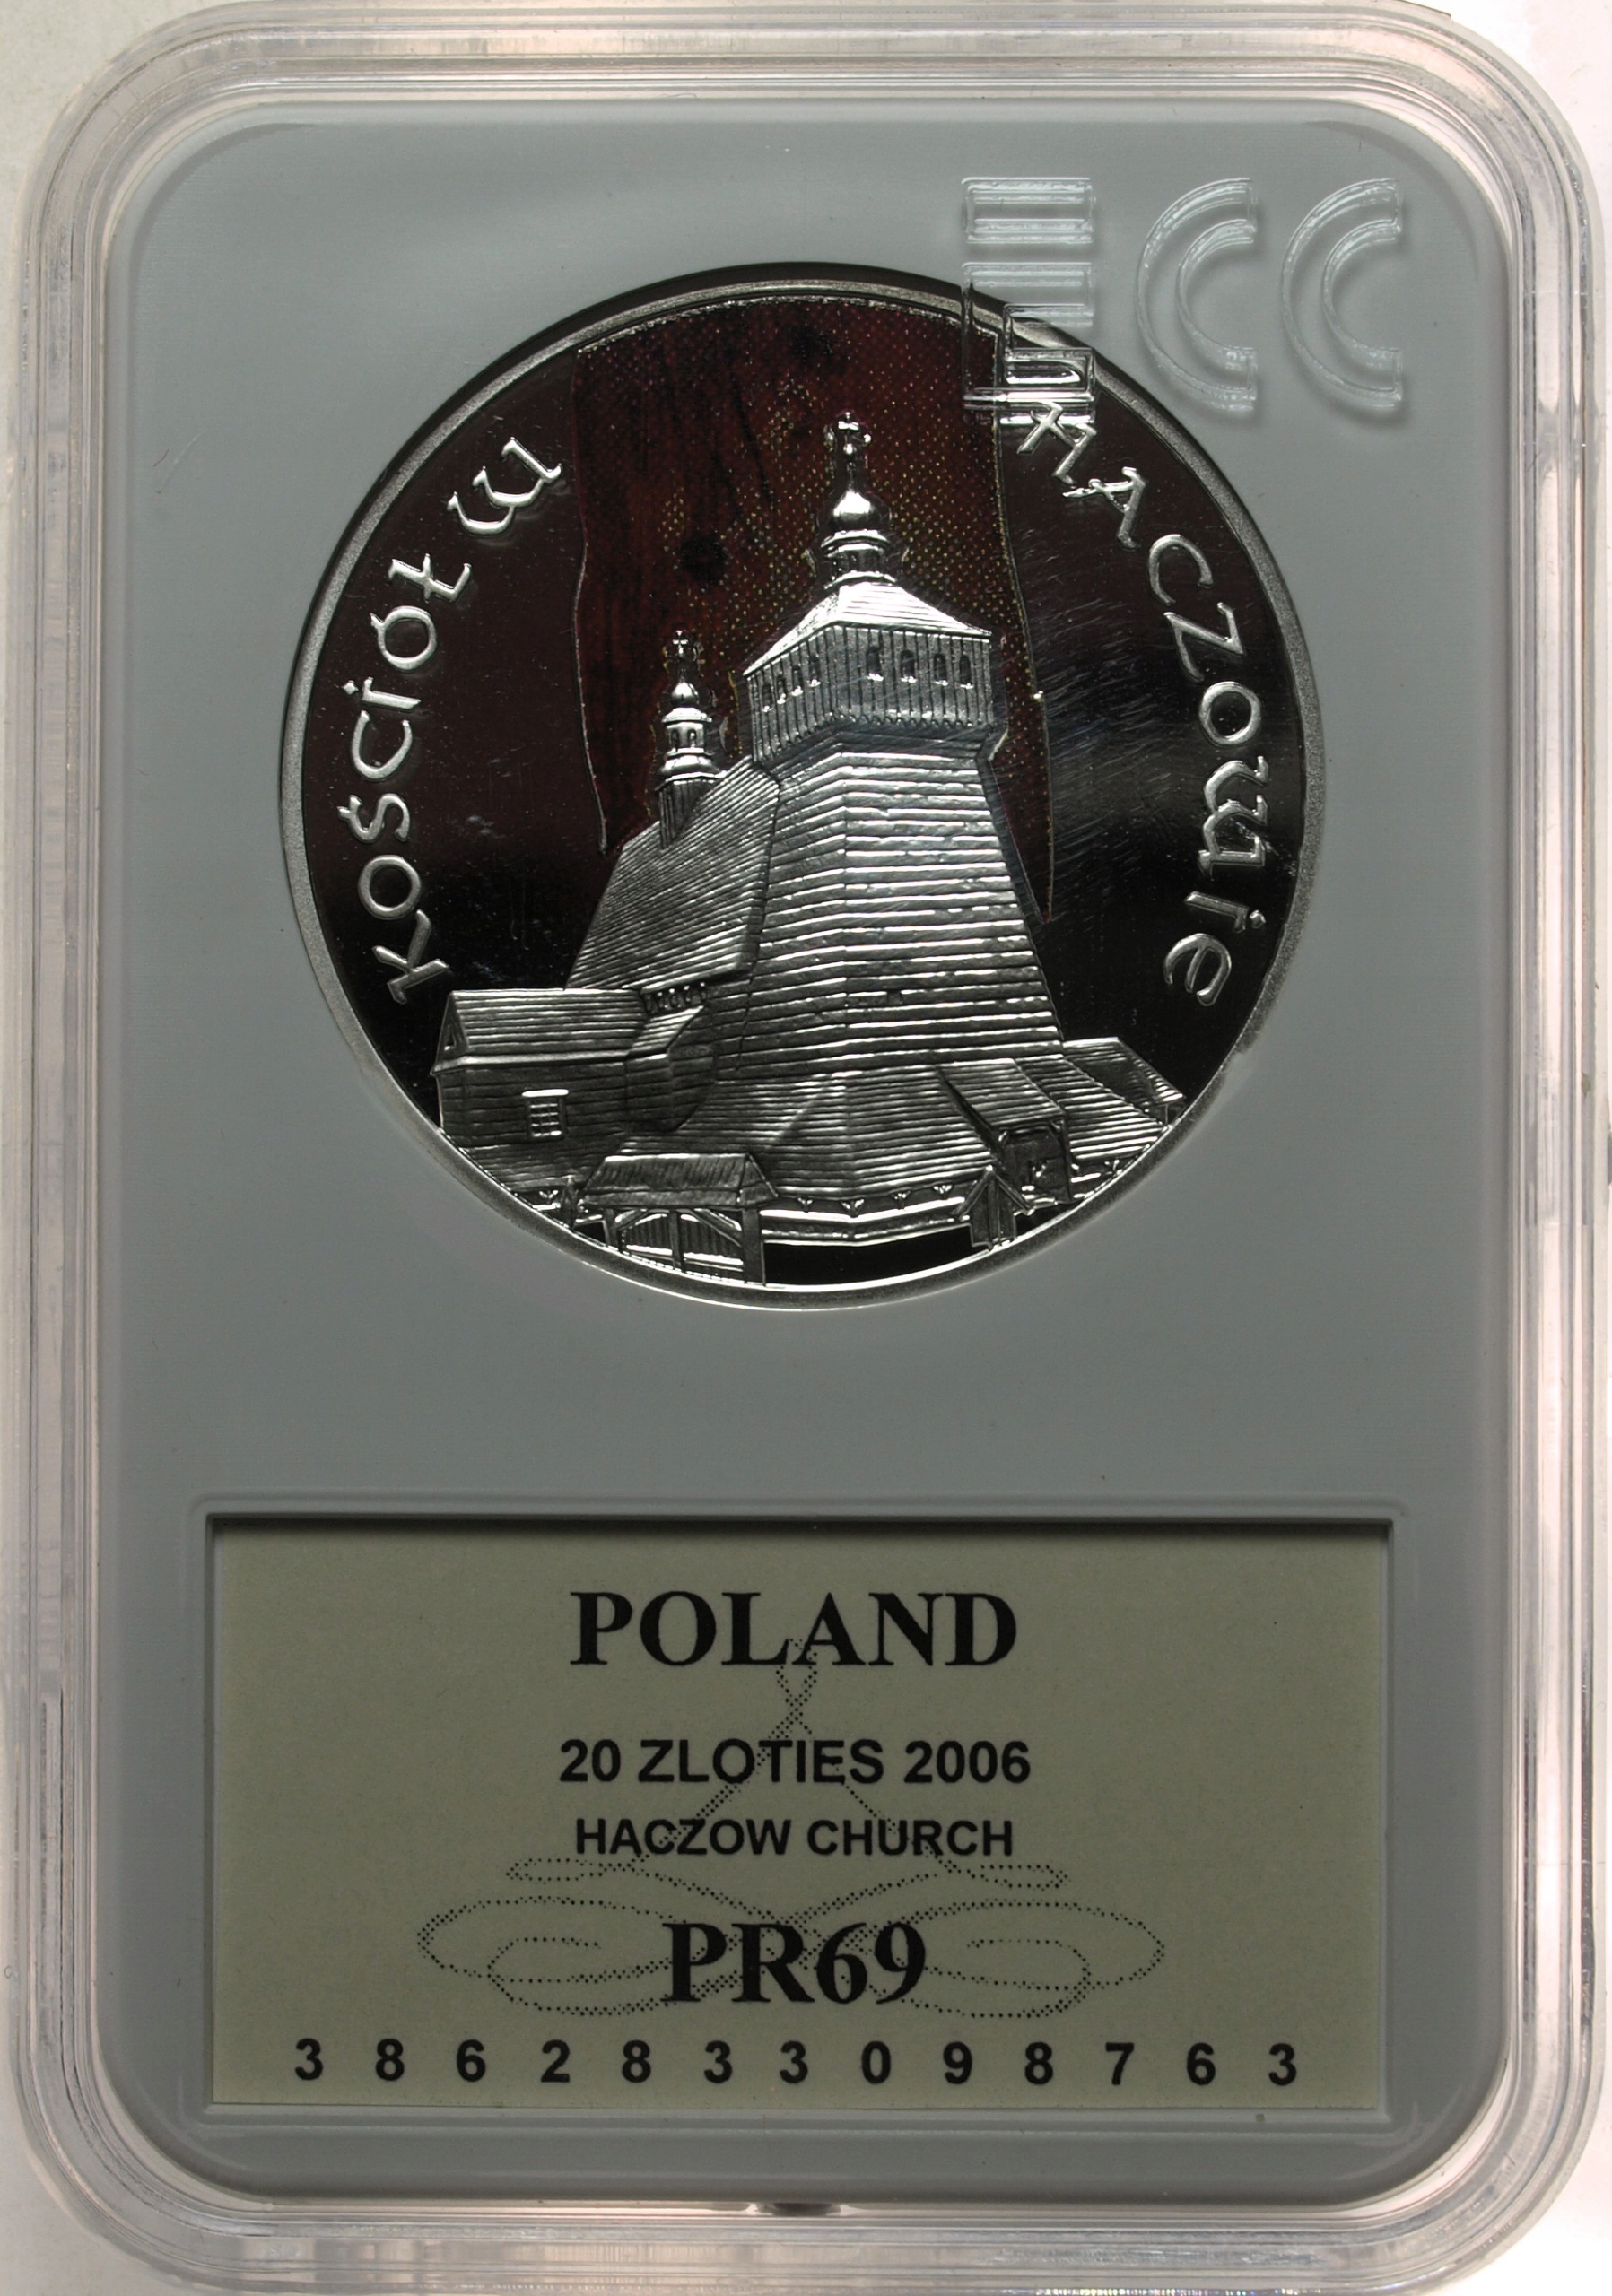 ECC
kościół w Haczowie
POLAND
20 ZLOTIES 2006
HACZOW CHURCH
PR69
3 8 6 2 8 3 3 0 9 8 7 6 3